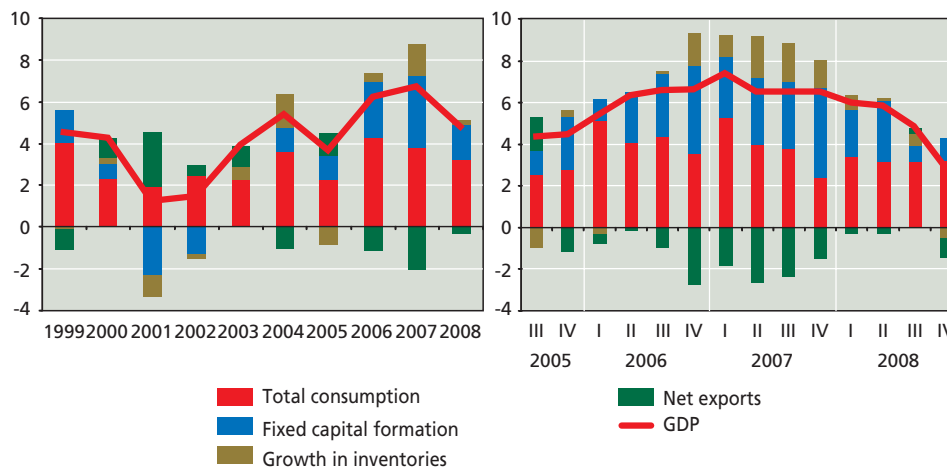 10
8
6
4
2
0
-2
-4
1999 2000 2001 2002 2003 2004 2005 2006 2007 2008
10
8
6
4
2
0
-2
-4
III IV I II III IV I II III IV I II III IV
2005 2006 2007 2008
Total consumption
Fixed capital formation
Growth in inventories
Net exports
GDP